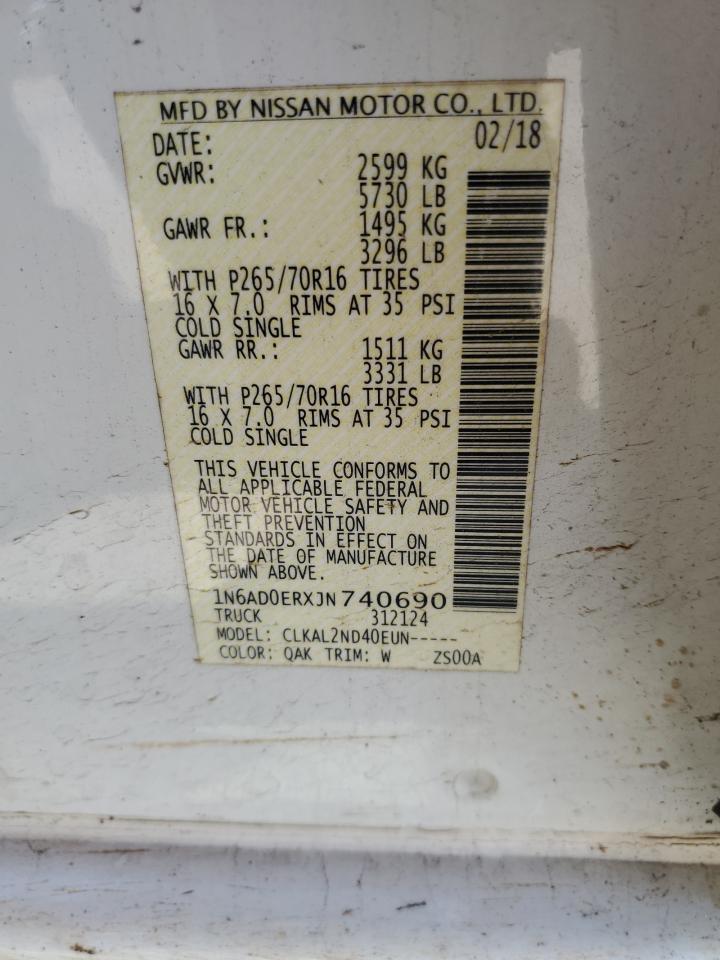 MFD BY NISSAN MOTOR CO., LTD.
DATE: 02/18
GVWR: 2599 KG
5730 LB
GAWR FR.: 1495 KG
3296 LB
WITH P265/70R16 TIRES
16 X 7.0 RIMS AT 35 PSI
COLD SINGLE
GAWR RR.: 1511 KG
3331 LB
WITH P265/70R16 TIRES
16 X 7.0 RIMS AT 35 PSI
COLD SINGLE
THIS VEHICLE CONFORMS TO
ALL APPLICABLE FEDERAL
MOTOR VEHICLE SAFETY AND
THEFT PREVENTION
STANDARDS IN EFFECT ON
THE DATE OF MANUFACTURE
SHOWN ABOVE.
1N6AD0ERXJN740690
TRUCK 312124
MODEL: CLKAL2ND40EUN-----
COLOR: QAK TRIM: W ZS00A